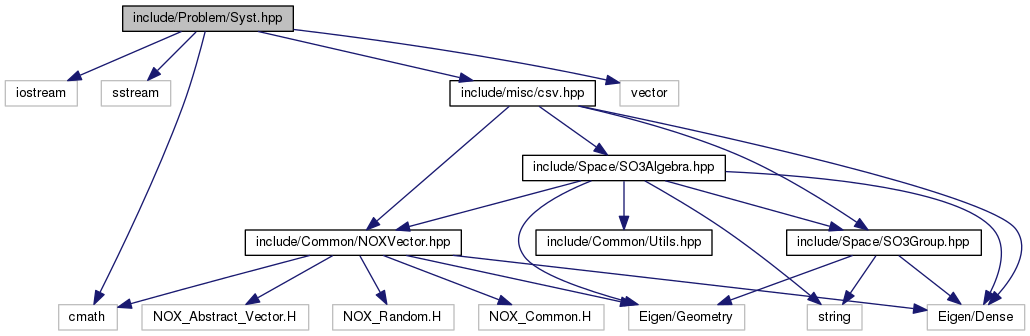 include/Problem/Syst.hpp
iostream
sstream
include/misc/csv.hpp
vector
include/Space/SO3Algebra.hpp
include/Common/NOXVector.hpp
include/Common/Utils.hpp
include/Space/SO3Group.hpp
cmath
NOX_Abstract_Vector.H
NOX_Random.H
NOX_Common.H
Eigen/Geometry
string
Eigen/Dense